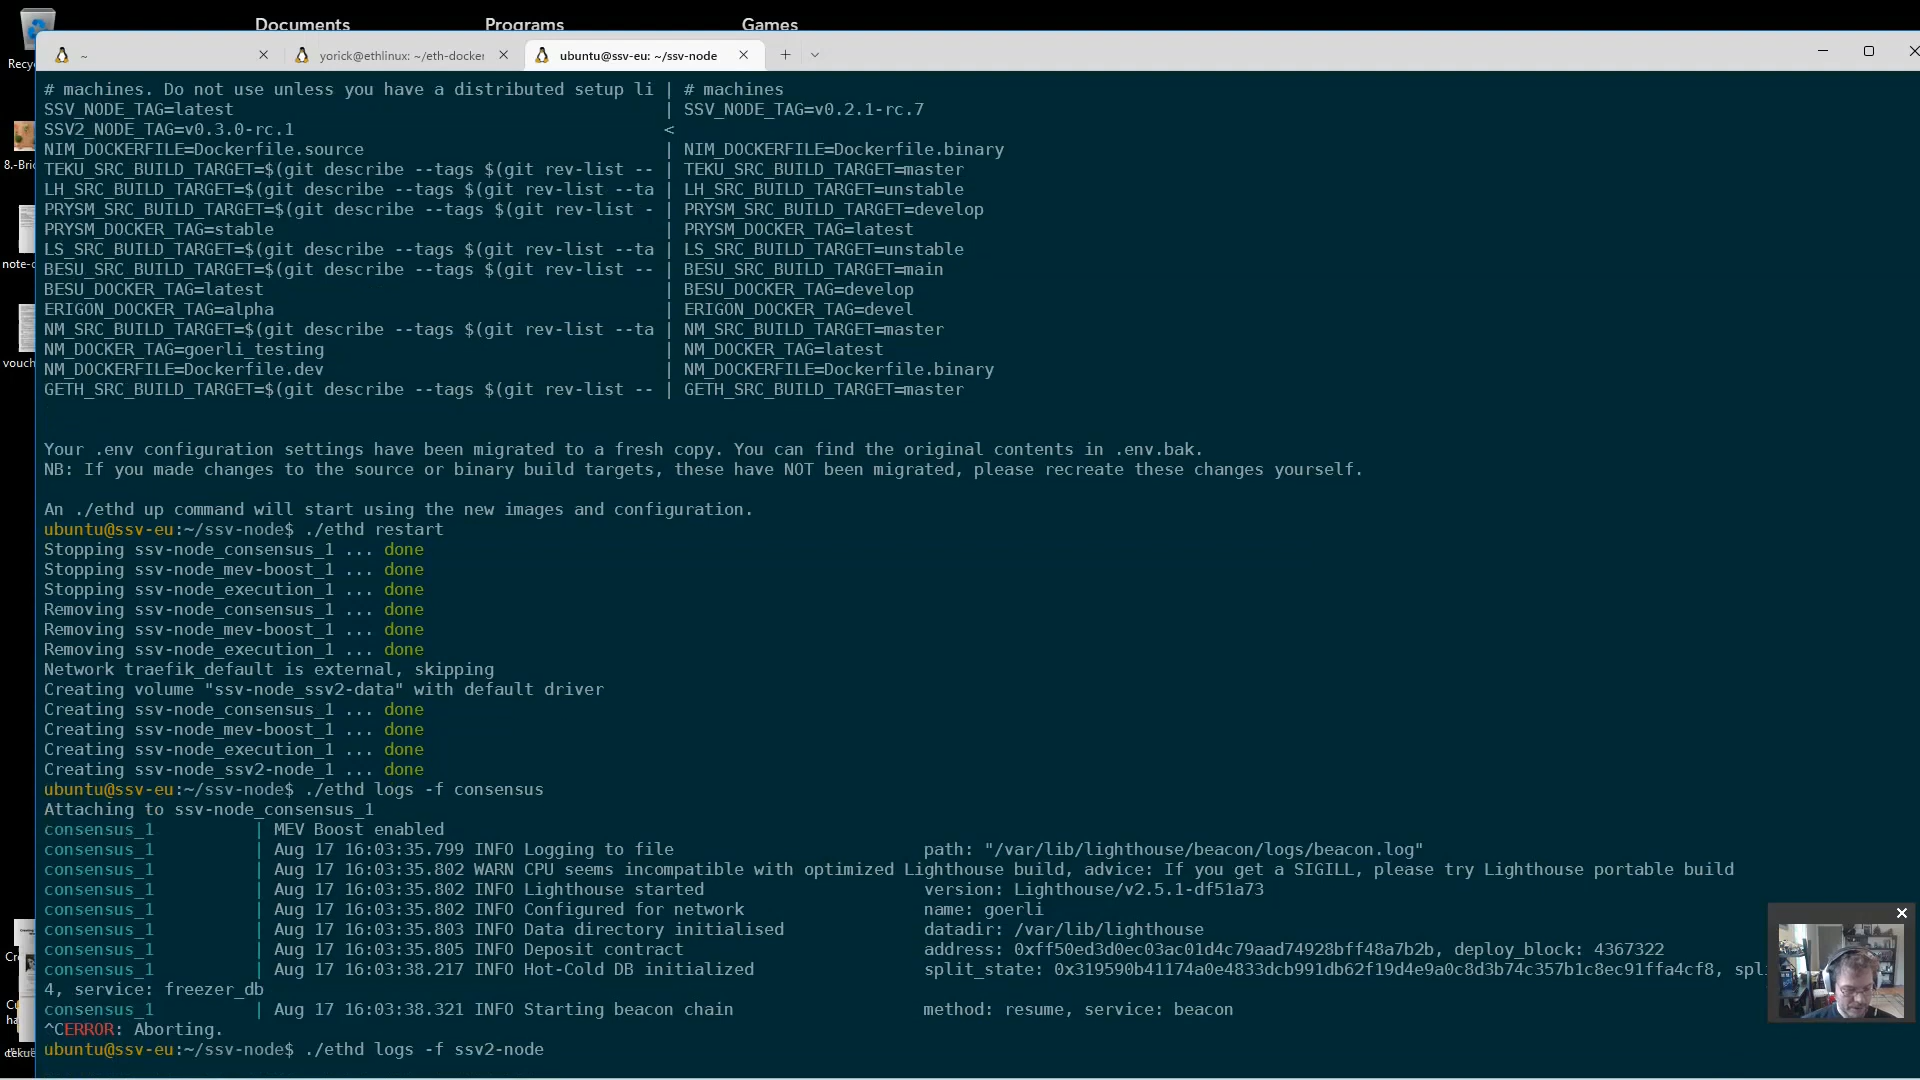 Documents Programs Games
Recy
~ yorick@ethlinux: ~/eth-docker ubuntu@ssv-eu: ~/ssv-node
# machines. Do not use unless you have a distributed setup li | # machines
SSV_NODE_TAG=latest | SSV_NODE_TAG=v0.2.1-rc.7
SSV2_NODE_TAG=v0.3.0-rc.1 <
NIM_DOCKERFILE=Dockerfile.source | NIM_DOCKERFILE=Dockerfile.binary
TEKU_SRC_BUILD_TARGET=$(git describe --tags $(git rev-list -- | TEKU_SRC_BUILD_TARGET=master
LH_SRC_BUILD_TARGET=$(git describe --tags $(git rev-list --ta | LH_SRC_BUILD_TARGET=unstable
PRYSM_SRC_BUILD_TARGET=$(git describe --tags $(git rev-list - | PRYSM_SRC_BUILD_TARGET=develop
PRYSM_DOCKER_TAG=stable | PRYSM_DOCKER_TAG=latest
LS_SRC_BUILD_TARGET=$(git describe --tags $(git rev-list --ta | LS_SRC_BUILD_TARGET=unstable
BESU_SRC_BUILD_TARGET=$(git describe --tags $(git rev-list -- | BESU_SRC_BUILD_TARGET=main
BESU_DOCKER_TAG=latest | BESU_DOCKER_TAG=develop
ERIGON_DOCKER_TAG=alpha | ERIGON_DOCKER_TAG=devel
NM_SRC_BUILD_TARGET=$(git describe --tags $(git rev-list --ta | NM_SRC_BUILD_TARGET=master
NM_DOCKER_TAG=goerli_testing | NM_DOCKER_TAG=latest
NM_DOCKERFILE=Dockerfile.dev | NM_DOCKERFILE=Dockerfile.binary
GETH_SRC_BUILD_TARGET=$(git describe --tags $(git rev-list -- | GETH_SRC_BUILD_TARGET=master
8.-Bric
note-c
vouch
Your .env configuration settings have been migrated to a fresh copy. You can find the original contents in .env.bak.
NB: If you made changes to the source or binary build targets, these have NOT been migrated, please recreate these changes yourself.
An ./ethd up command will start using the new images and configuration.
ubuntu@ssv-eu:~/ssv-node$ ./ethd restart
Stopping ssv-node_consensus_1 ... done
Stopping ssv-node_mev-boost_1 ... done
Stopping ssv-node_execution_1 ... done
Removing ssv-node_consensus_1 ... done
Removing ssv-node_mev-boost_1 ... done
Removing ssv-node_execution_1 ... done
Network traefik_default is external, skipping
Creating volume "ssv-node_ssv2-data" with default driver
Creating ssv-node_consensus_1 ... done
Creating ssv-node_mev-boost_1 ... done
Creating ssv-node_execution_1 ... done
Creating ssv-node_ssv2-node_1 ... done
ubuntu@ssv-eu:~/ssv-node$ ./ethd logs -f consensus
Attaching to ssv-node_consensus_1
consensus_1 | MEV Boost enabled
consensus_1 | Aug 17 16:03:35.799 INFO Logging to file path: "/var/lib/lighthouse/beacon/logs/beacon.log"
consensus_1 | Aug 17 16:03:35.802 WARN CPU seems incompatible with optimized Lighthouse build, advice: If you get a SIGILL, please try Lighthouse portable build
consensus_1 | Aug 17 16:03:35.802 INFO Lighthouse started version: Lighthouse/v2.5.1-df51a73
consensus_1 | Aug 17 16:03:35.802 INFO Configured for network name: goerli
consensus_1 | Aug 17 16:03:35.803 INFO Data directory initialised datadir: /var/lib/lighthouse
consensus_1 | Aug 17 16:03:35.805 INFO Deposit contract address: 0xff50ed3d0ec03ac01d4c79aad74928bff48a7b2b, deploy_block: 4367322
consensus_1 | Aug 17 16:03:38.217 INFO Hot-Cold DB initialized split_state: 0x319590b41174a0e4833dcb991db62f19d4e9a0c8d3b74c357b1c8ec91ffa4cf8, spl
4, service: freezer_db
consensus_1 | Aug 17 16:03:38.321 INFO Starting beacon chain method: resume, service: beacon
^CERROR: Aborting.
ubuntu@ssv-eu:~/ssv-node$ ./ethd logs -f ssv2-node